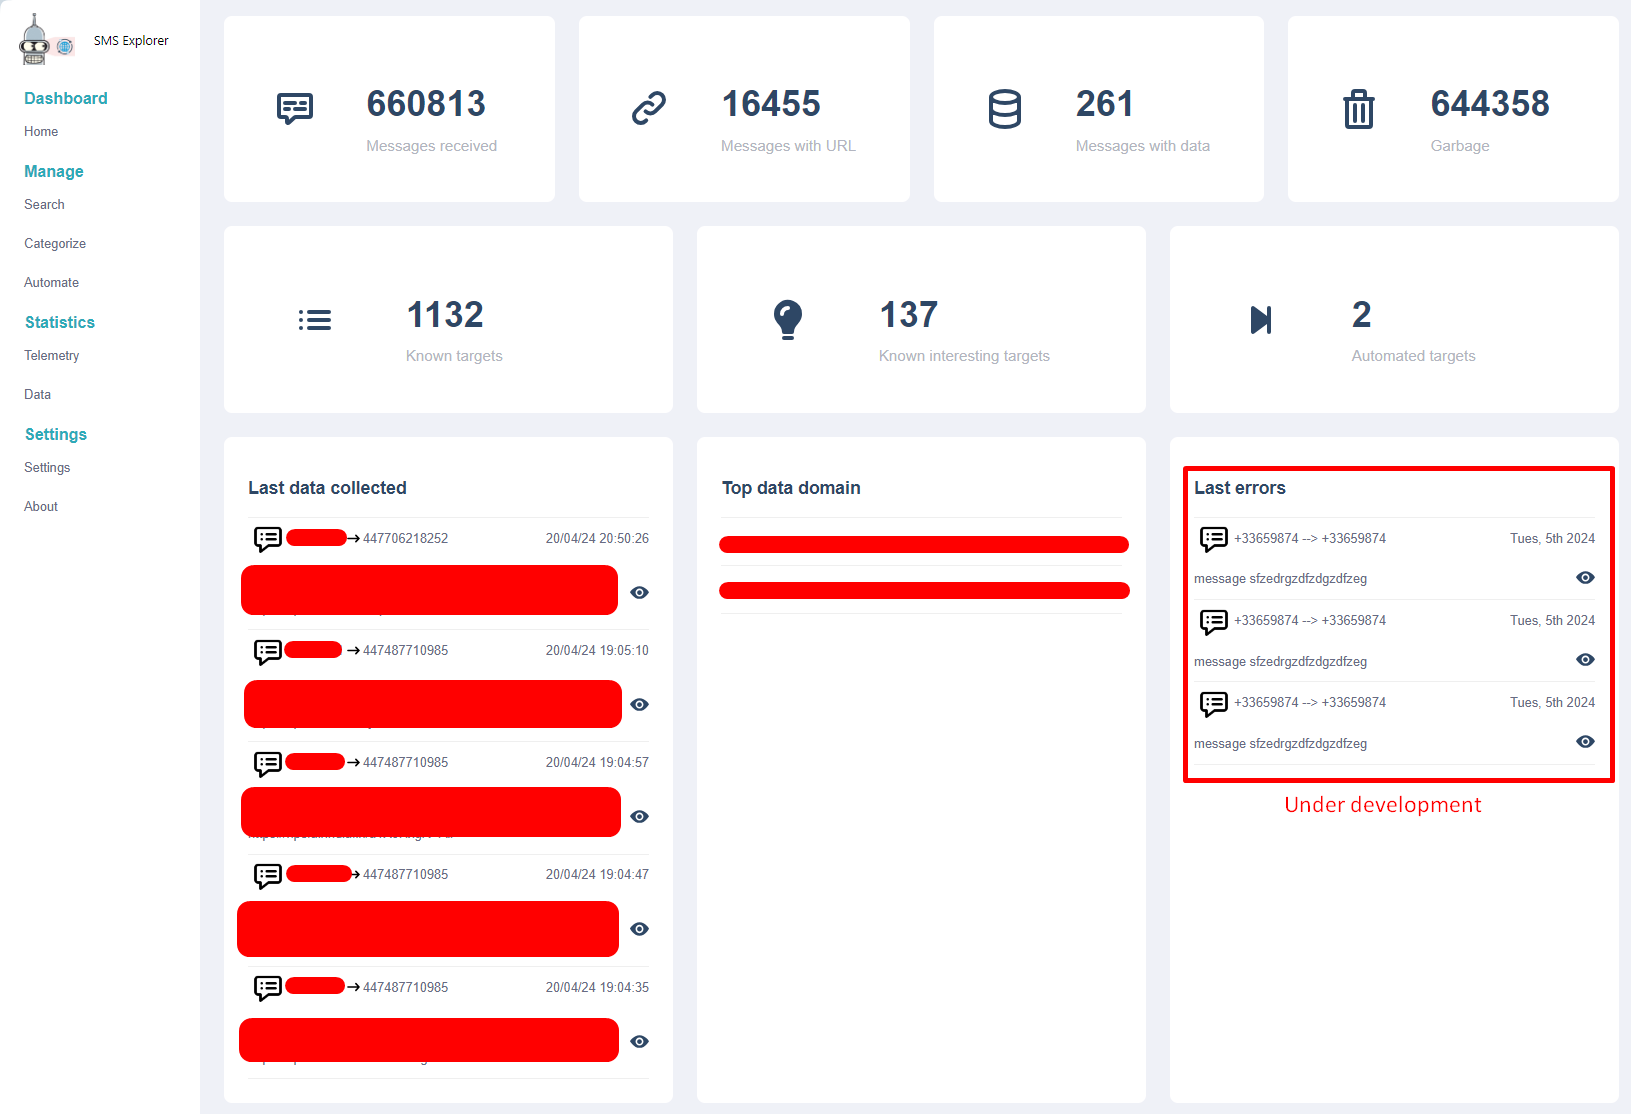 SMS Explorer
Dashboard
Home
Manage
Search
Categorize
Automate
Statistics
Telemetry
Data
Settings
Settings
About
660813
Messages received
16455
Messages with URL
261
Messages with data
644358
Garbage
1132
Known targets
137
Known interesting targets
2
Automated targets
Last data collected
447706218252 20/04/24 20:50:26
447487710985 20/04/24 19:05:10
447487710985 20/04/24 19:04:57
447487710985 20/04/24 19:04:47
447487710985 20/04/24 19:04:35
Top data domain
Last errors
+33659874 --> +33659874 Tues, 5th 2024
message sfzedrgzdfzdgzdfzeg
+33659874 --> +33659874 Tues, 5th 2024
message sfzedrgzdfzdgzdfzeg
+33659874 --> +33659874 Tues, 5th 2024
message sfzedrgzdfzdgzdfzeg
Under development